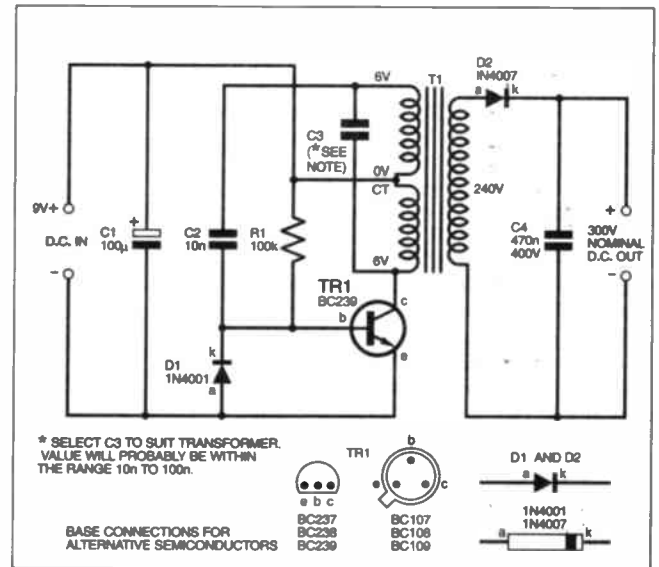 D2
IN4007
a
k
6V
T1
C3
(*SEE
NOTE)
0V
CT
240V
9V+
D.C. IN
–
+
C1
100µ
C2
10n
R1
100k
6V
C4
470n
400V
+
300V
NOMINAL
D.C. OUT
–
TR1
BC239
c
b
e
k
D1
1N4001
a
* SELECT C3 TO SUIT TRANSFORMER.
VALUE WILL PROBABLY BE WITHIN
THE RANGE 10n TO 100n.
TR1
b
e
c
e b c
BC237
BC238
BC239
BC107
BC108
BC109
BASE CONNECTIONS FOR
ALTERNATIVE SEMICONDUCTORS
D1 AND D2
a
k
1N4001
1N4007
a
k